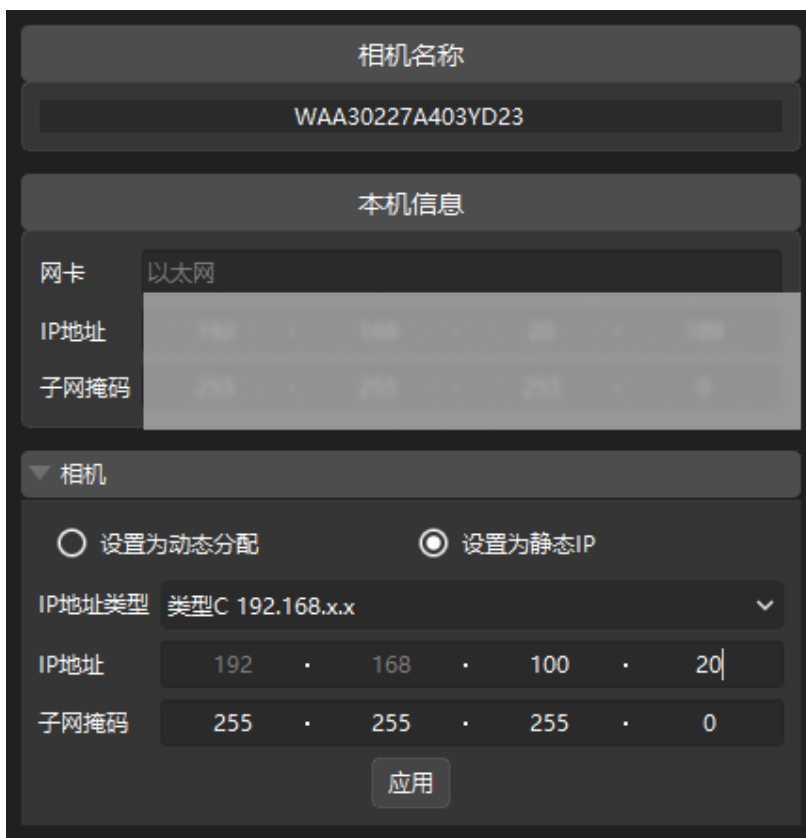 相机名称
WAA30227A403YD23
本机信息
网卡 以太网
IP地址
子网掩码
相机
设置为动态分配 设置为静态IP
IP地址类型 类型C 192.168.x.x
IP地址 192 . 168 . 100 . 20
子网掩码 255 . 255 . 255 . 0
应用